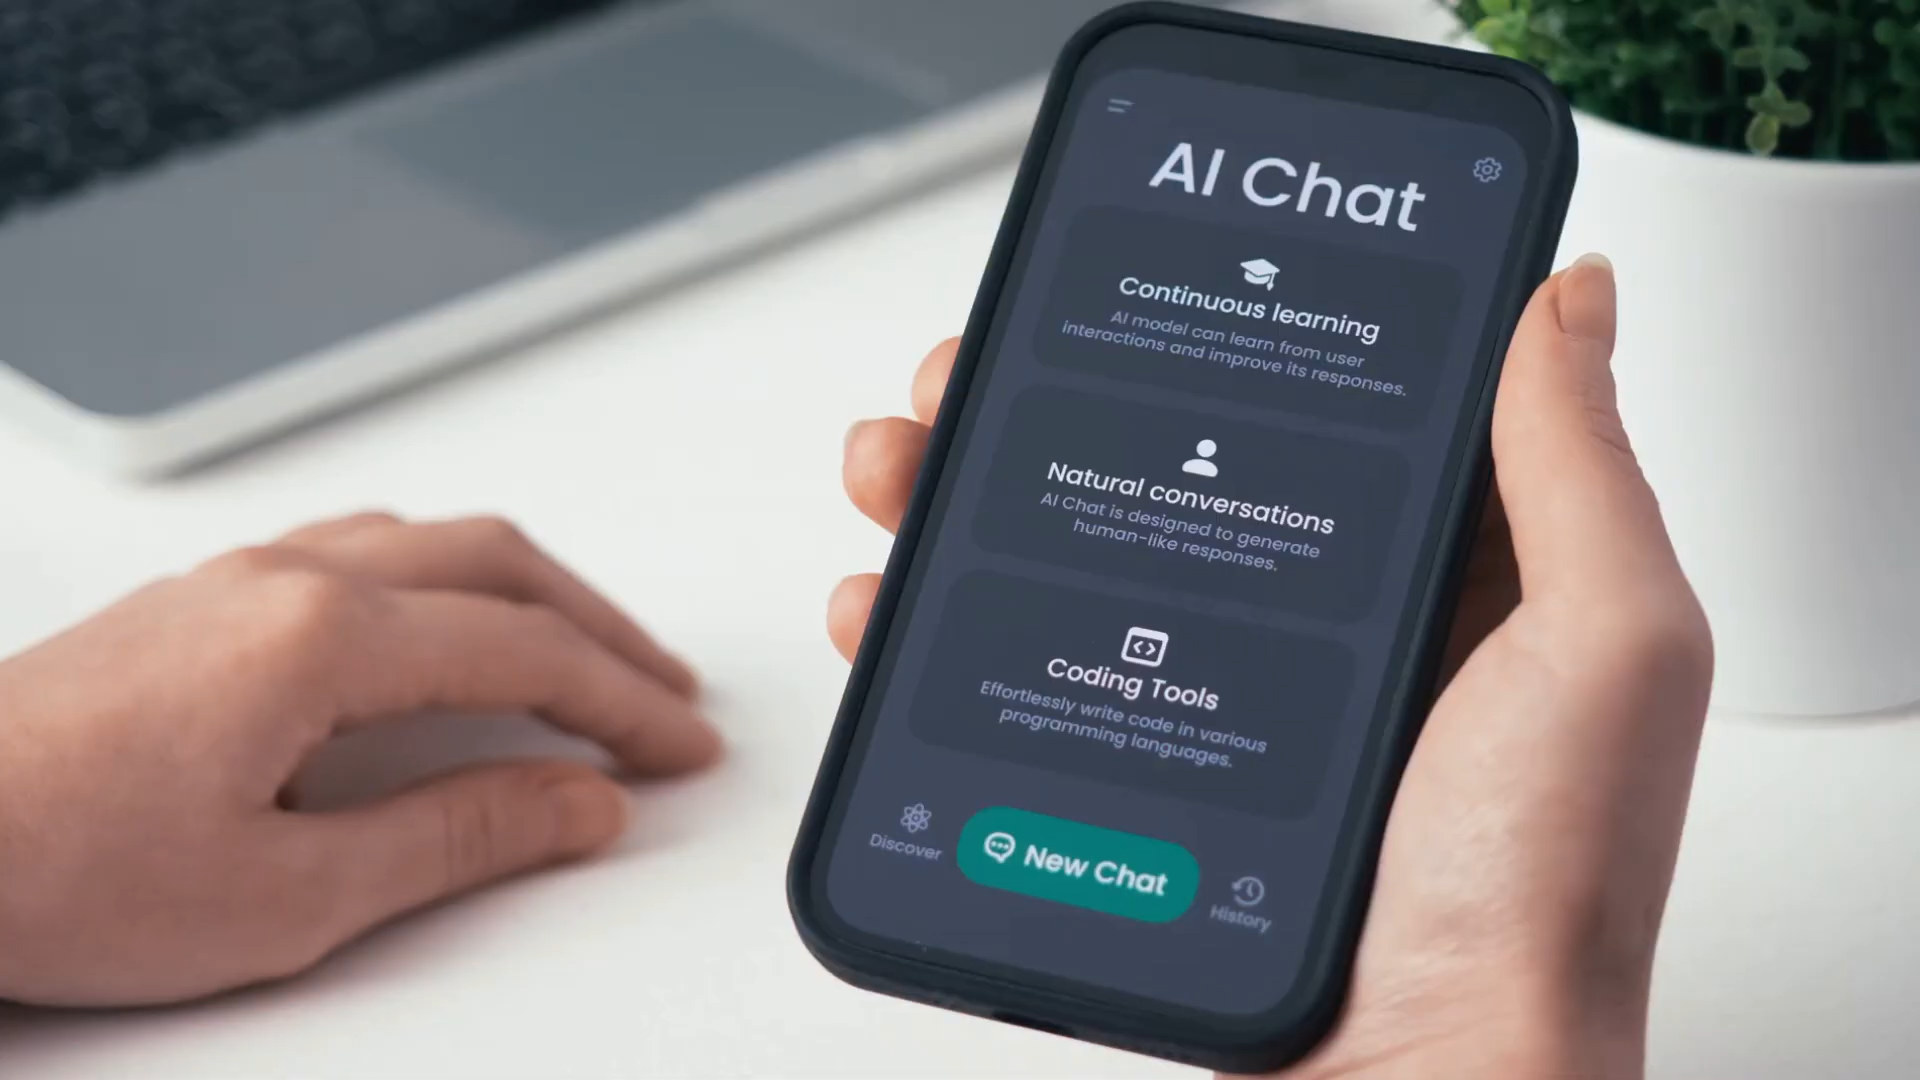 AI Chat
Continuous learning
AI model can learn from user
interactions and improve its responses.
Natural conversations
AI Chat is designed to generate
human-like responses.
Coding Tools
Effortlessly write code in various
programming languages.
Discover
New Chat
History